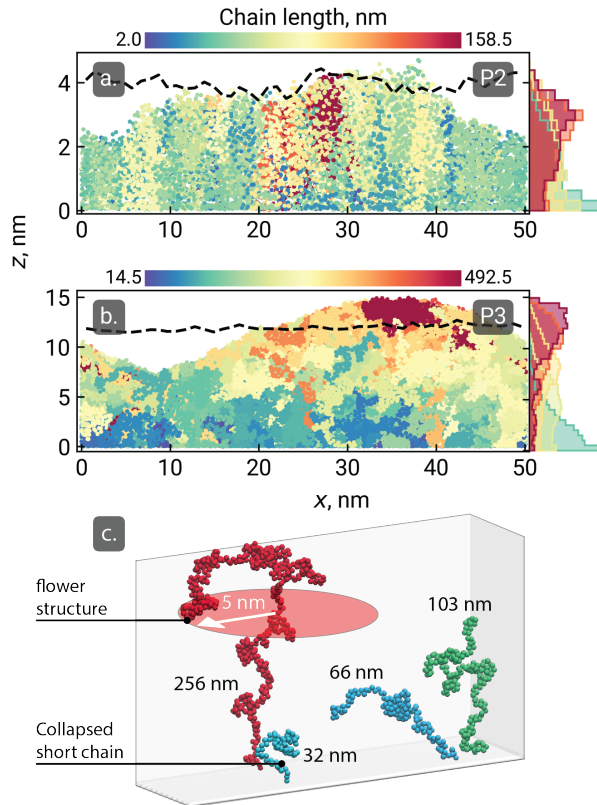 Chain length, nm
2.0 158.5
a. P2
4
2
0
0 10 20 30 40 50
z, nm
14.5 492.5
b. P3
15
10
5
0
0 10 20 30 40 50
x, nm
c.
flower
structure
5 nm
103 nm
66 nm
256 nm
Collapsed
short chain
32 nm